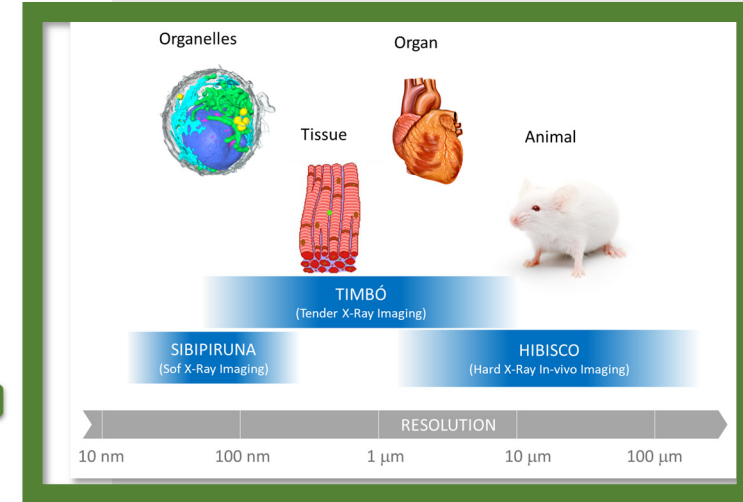 Organelles
Organ
Tissue
Animal
TIMBÓ
(Tender X-Ray Imaging)
SIBIPIRUNA
(Sof X-Ray Imaging)
HIBISCO
(Hard X-Ray In-vivo Imaging)
RESOLUTION
10 nm
100 nm
1 μm
10 μm
100 μm